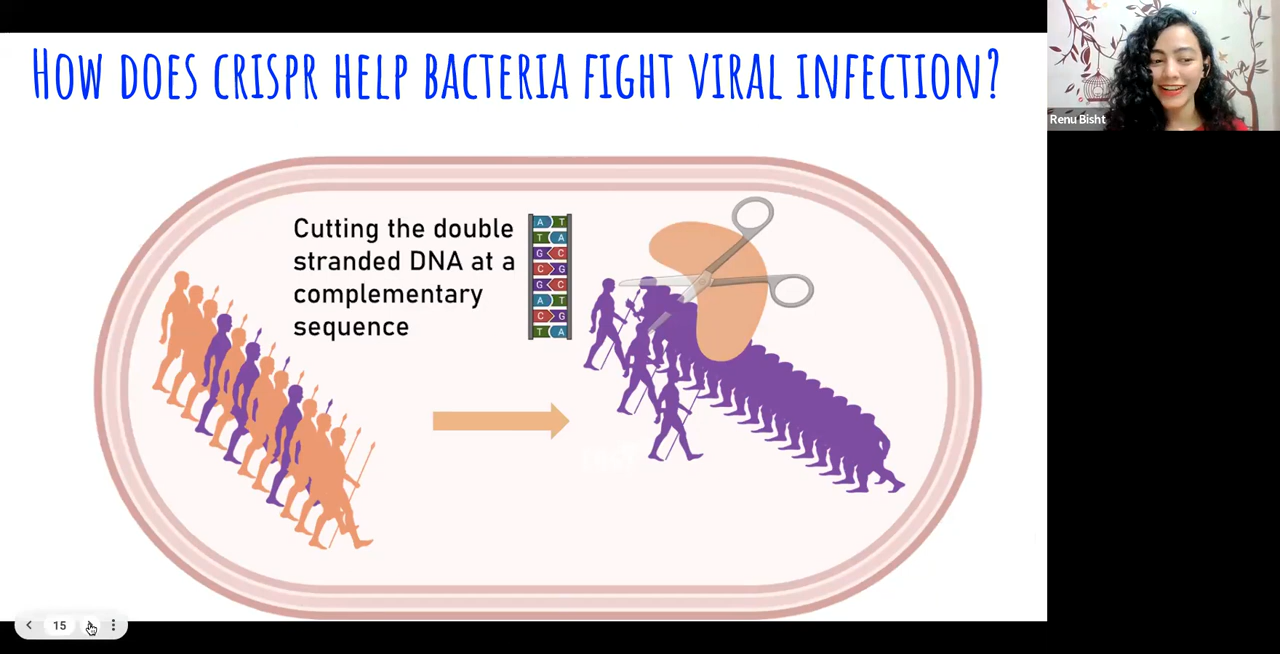 HOW DOES CRISPR HELP BACTERIA FIGHT VIRAL INFECTION?
Renu Bisht
Cutting the double
stranded DNA at a
complementary
sequence
A T
T A
G C
C G
G C
A T
C G
T A
15